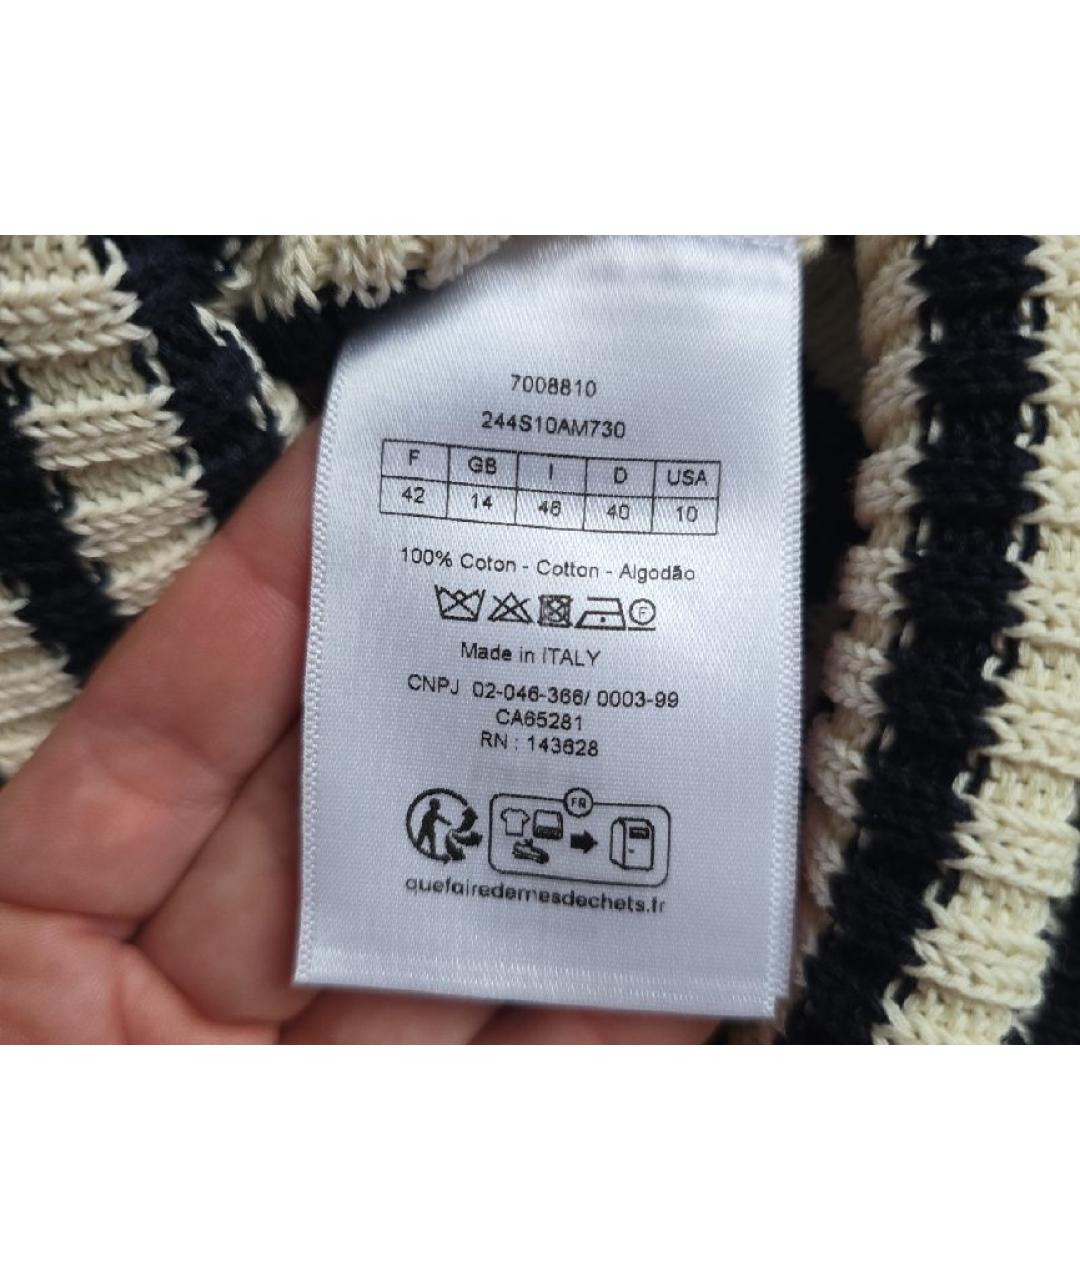 7008810
244S10AM730
F GB I D USA
42 14 46 40 10
100% Coton - Cotton - Algodão
F
Made in ITALY
CNPJ 02-046-366/ 0003-99
CA65281
RN : 143628
FR
quefairedemesdechets.fr